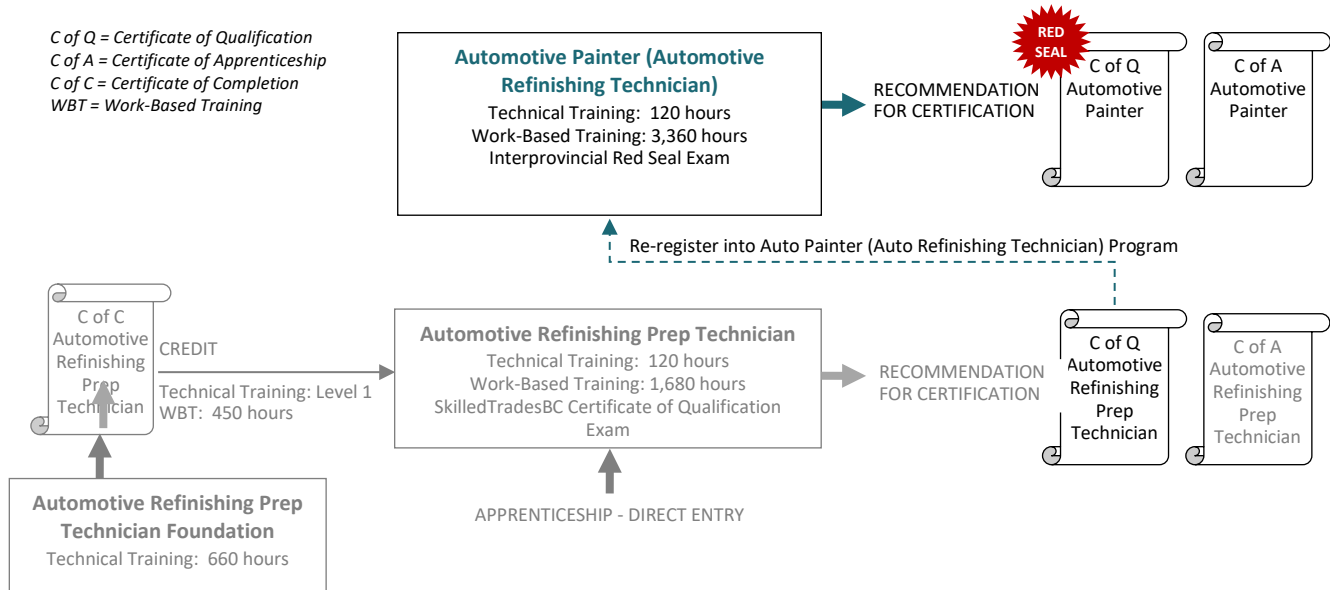 C of Q = Certificate of Qualification
C of A = Certificate of Apprenticeship
C of C = Certificate of Completion
WBT = Work-Based Training
Automotive Painter (Automotive
Refinishing Technician)
Technical Training: 120 hours
Work-Based Training: 3,360 hours
Interprovincial Red Seal Exam
RECOMMENDATION
FOR CERTIFICATION
RED
SEAL
C of Q
Automotive
Painter
C of A
Automotive
Painter
Re-register into Auto Painter (Auto Refinishing Technician) Program
C of C
Automotive
Refinishing
Prep
Technician
CREDIT
Technical Training: Level 1
WBT: 450 hours
Automotive Refinishing Prep Technician
Technical Training: 120 hours
Work-Based Training: 1,680 hours
SkilledTradesBC Certificate of Qualification
Exam
RECOMMENDATION
FOR CERTIFICATION
C of Q
Automotive
Refinishing
Prep
Technician
C of A
Automotive
Refinishing
Prep
Technician
Automotive Refinishing Prep
Technician Foundation
Technical Training: 660 hours
APPRENTICESHIP - DIRECT ENTRY